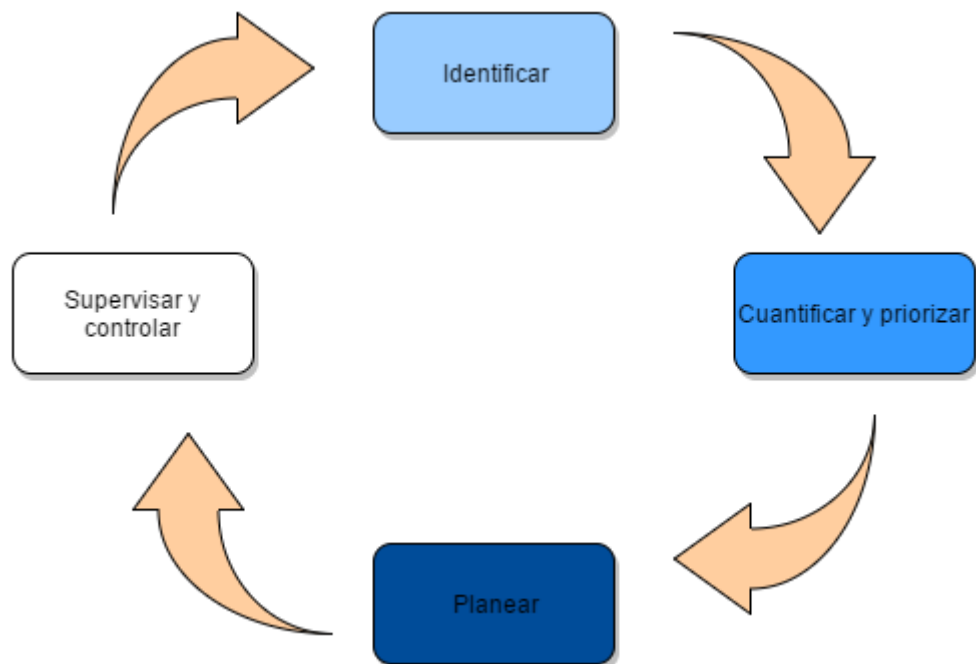 Identificar
Cuantificar y priorizar
Planear
Supervisar y
controlar